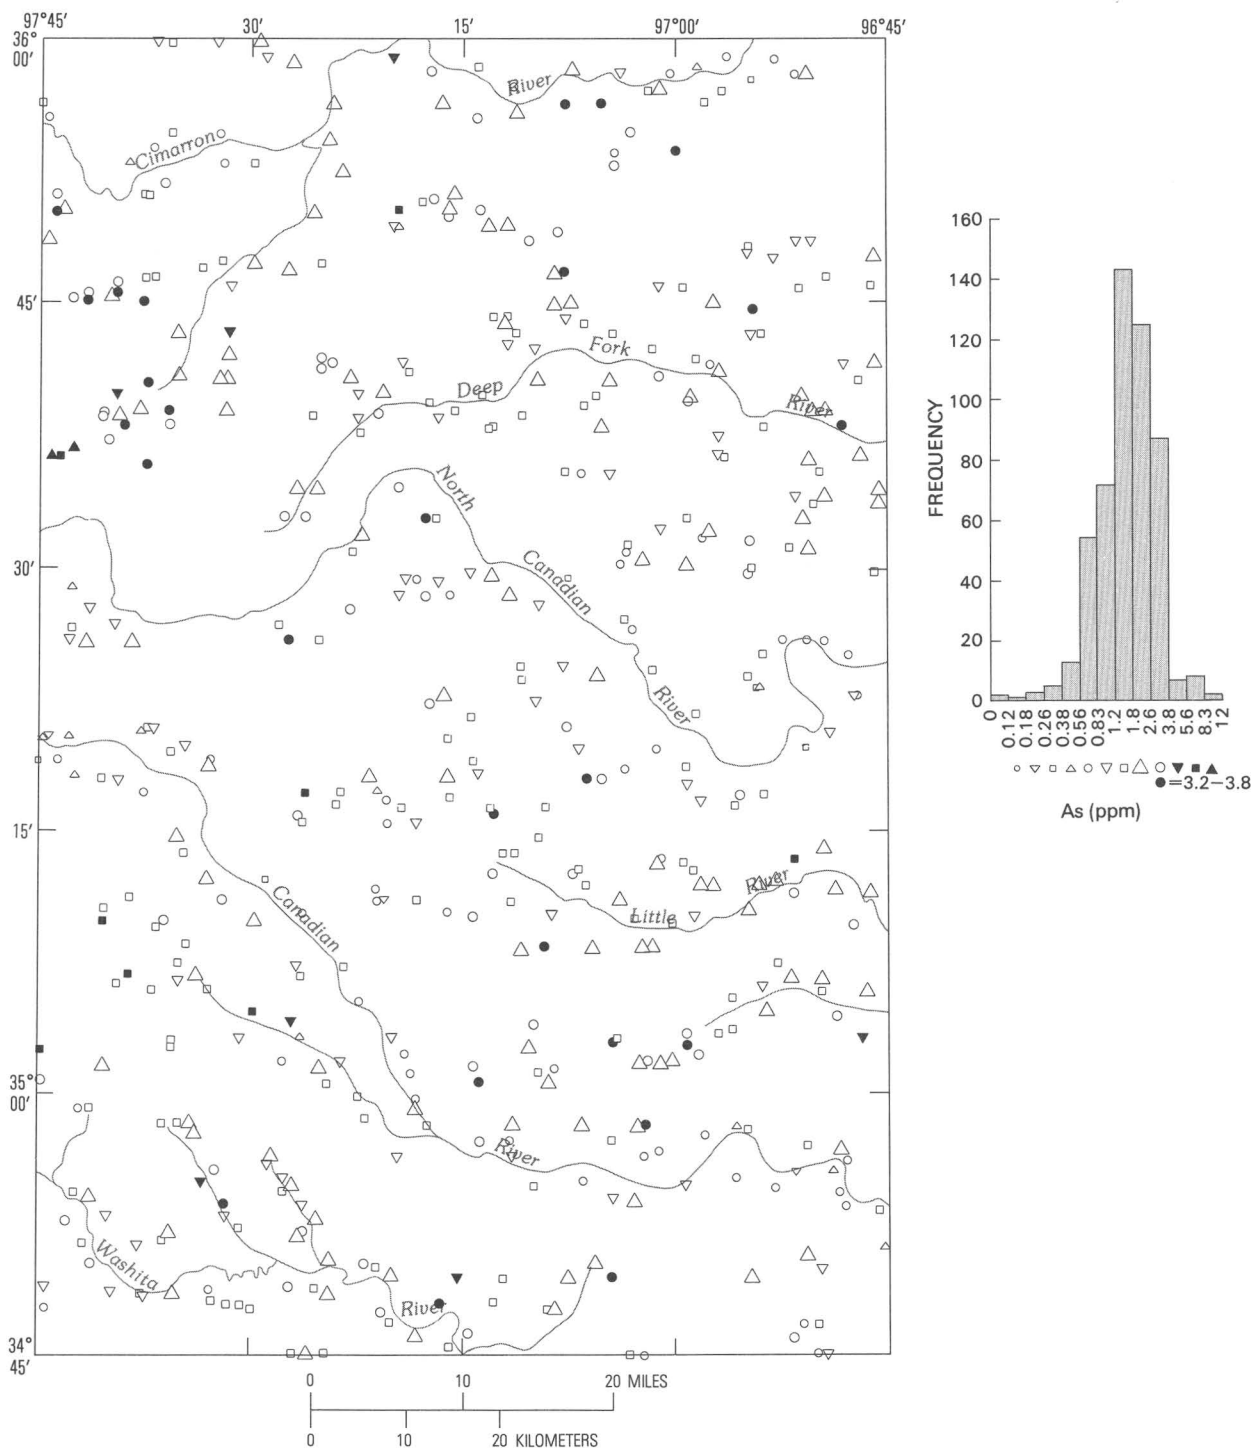 97°45′ 30′ 15′ 97°00′ 96°45′
36°
00′
River
Cimarron
45′
Fork
Deep
River
North
Canadian
30′
River
15′
Canadian
River
Little
35°
00′
River
Washita
River
34°
45′
0 10 20 MILES
0 10 20 KILOMETERS
160
140
120
100
80
60
40
20
0
FREQUENCY
0 0.12 0.18 0.26 0.38 0.56 0.83 1.2 1.8 2.6 3.8 5.6 8.3 12
●=3.2–3.8
As (ppm)